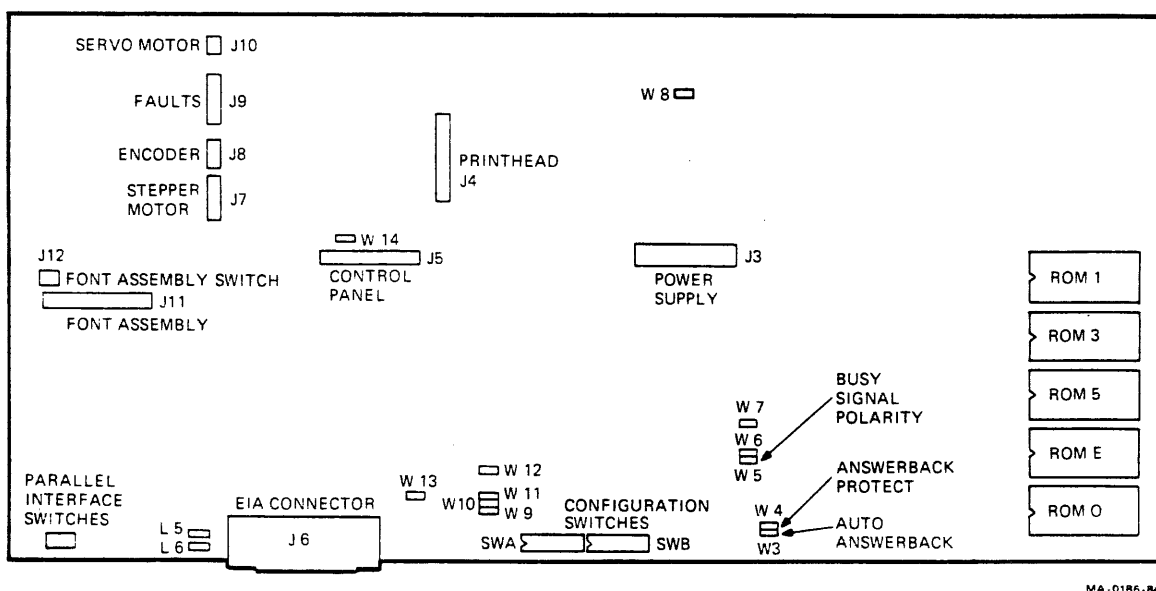 SERVO MOTOR J10
FAULTS J9
W 8
ENCODER J8
PRINTHEAD
J4
STEPPER
MOTOR
J7
W 14
J5
CONTROL
PANEL
J3
POWER
SUPPLY
J12
FONT ASSEMBLY SWITCH
J11
FONT ASSEMBLY
ROM 1
ROM 3
ROM 5
ROM E
ROM O
BUSY
SIGNAL
POLARITY
W 7
W 6
W 5
ANSWERBACK
PROTECT
W 4
AUTO
ANSWERBACK
W3
PARALLEL
INTERFACE
SWITCHES
L 5
L 6
EIA CONNECTOR
J 6
W 13
W 12
W 11
W10
W 9
CONFIGURATION
SWITCHES
SWA
SWB